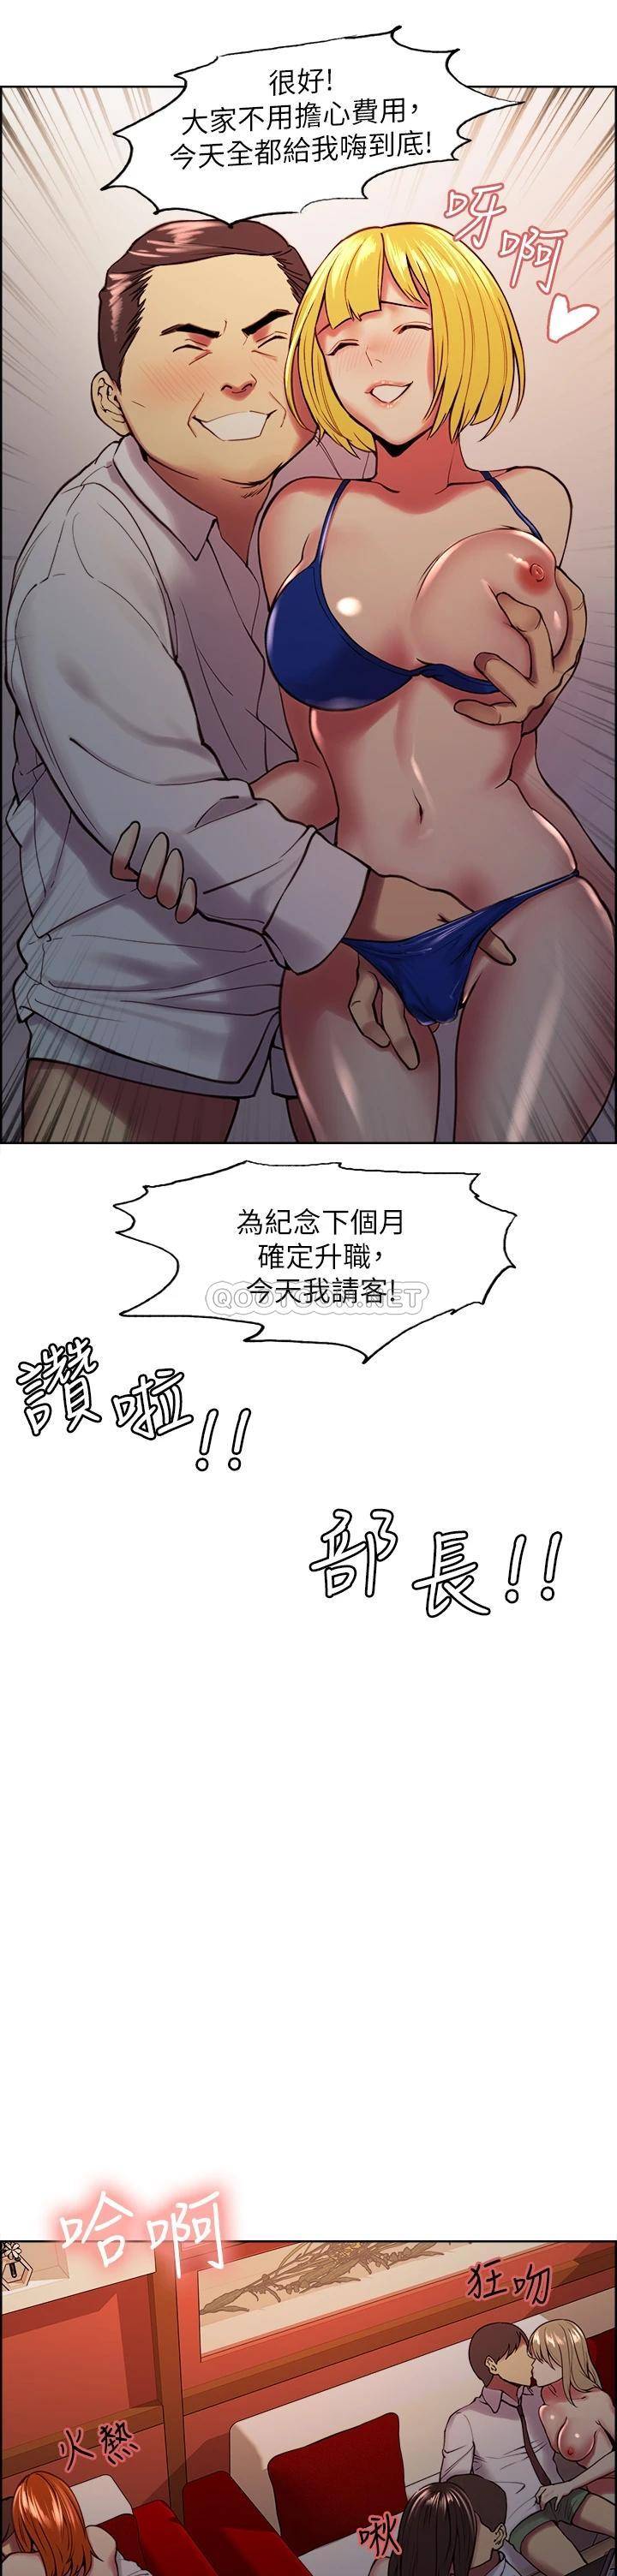 很好!
大家不用擔心費用，
今天全都給我嗨到底!
呀啊
為紀念下個月
確定升職，
今天我請客!
QOOTOON.NET
讚啦!!
部長!!
哈啊
狂吻
火熱
啾